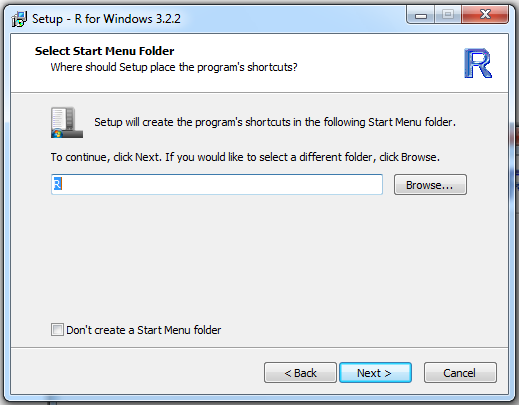 Setup - R for Windows 3.2.2
Select Start Menu Folder
Where should Setup place the program's shortcuts?
R
Setup will create the program's shortcuts in the following Start Menu folder.
To continue, click Next. If you would like to select a different folder, click Browse.
R
Browse...
Don't create a Start Menu folder
< Back
Next >
Cancel